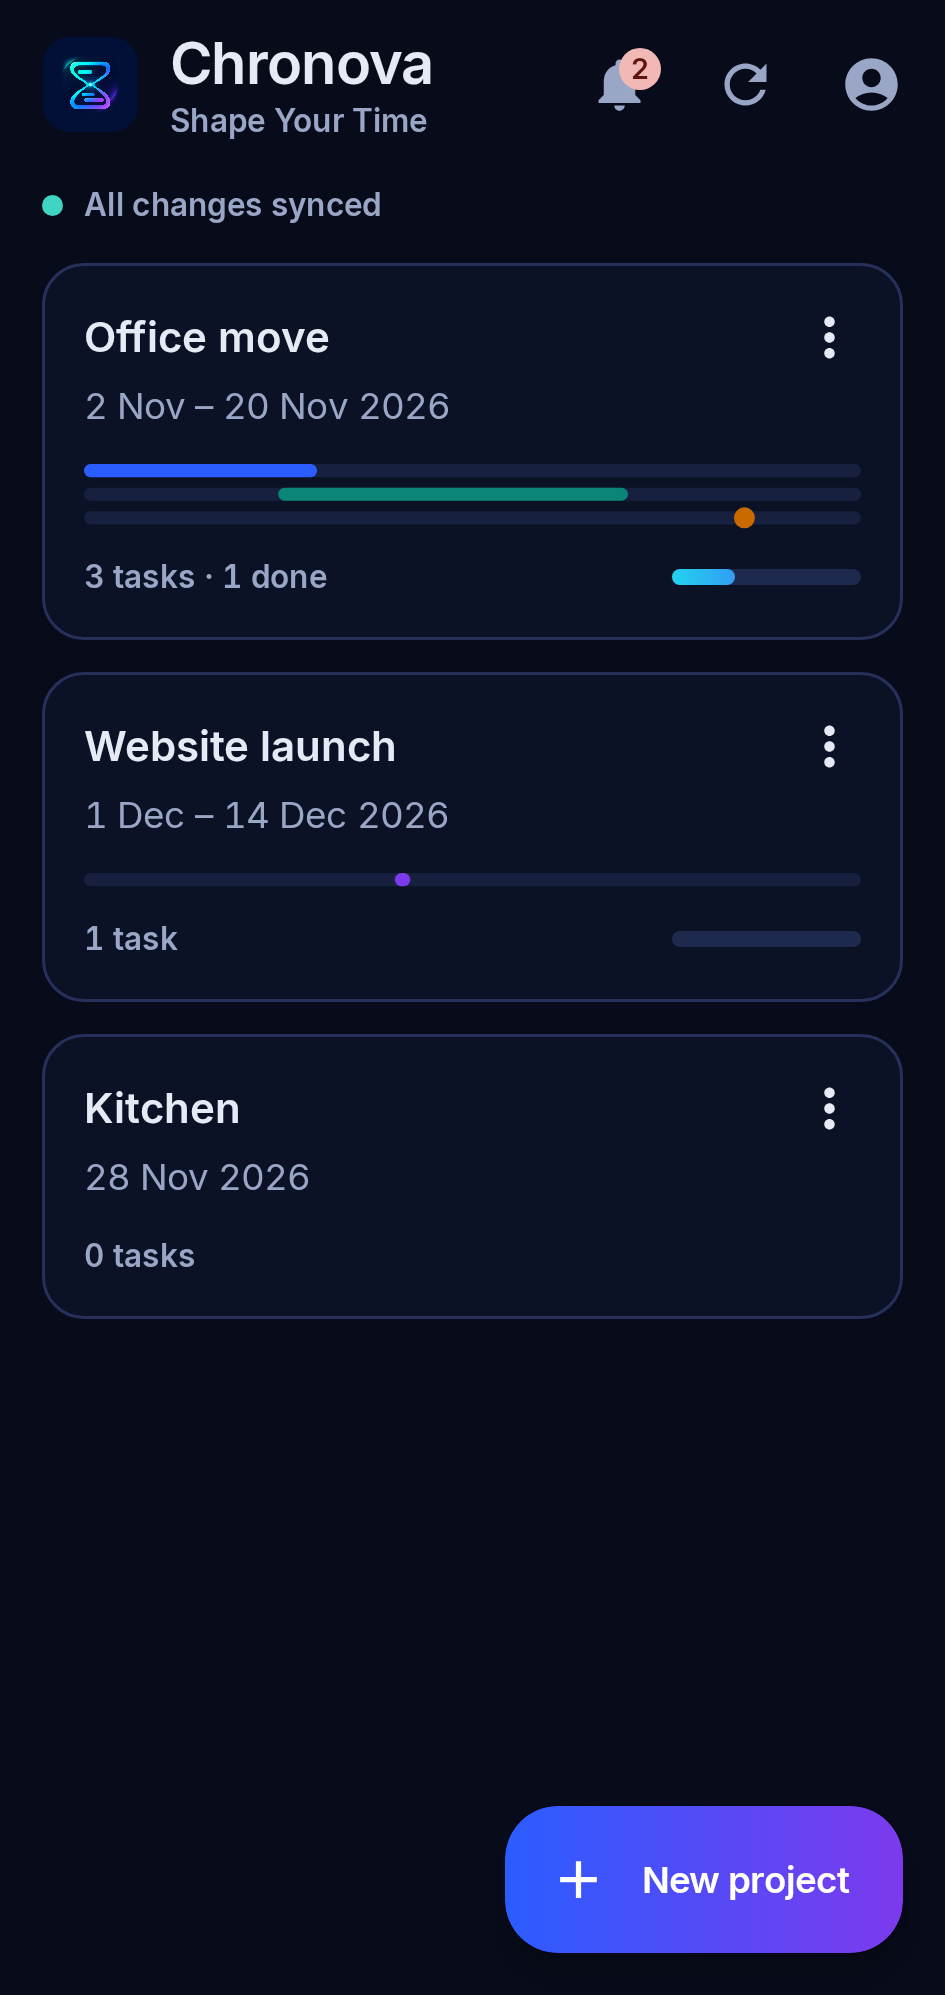 Chronova
Shape Your Time
2
All changes synced
Office move
2 Nov – 20 Nov 2026
3 tasks · 1 done
Website launch
1 Dec – 14 Dec 2026
1 task
Kitchen
28 Nov 2026
0 tasks
New project